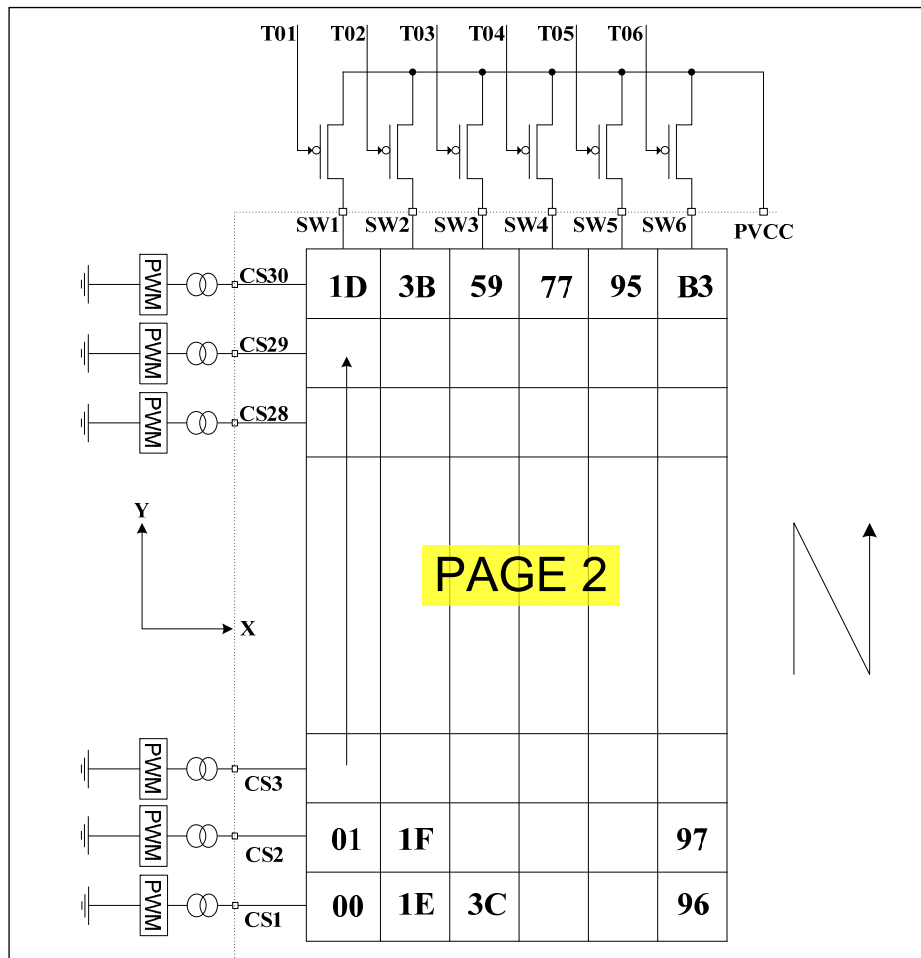 T01 T02 T03 T04 T05 T06
SW1 SW2 SW3 SW4 SW5 SW6 PVCC
PWM CS30 1D 3B 59 77 95 B3
PWM CS29
PWM CS28
Y
PAGE 2
X
PWM CS3
PWM CS2 01 1F 97
PWM CS1 00 1E 3C 96